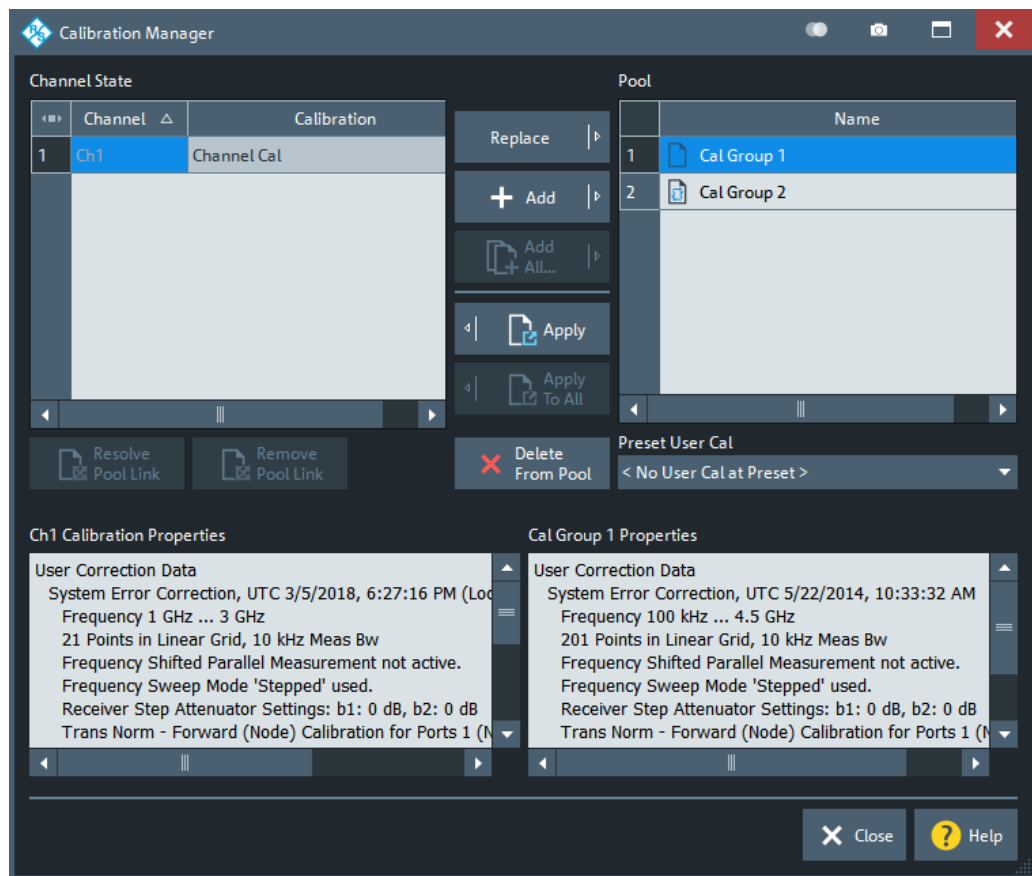 Calibration Manager
Channel State
Channel Calibration
1 Ch1 Channel Cal
Replace
Add
Add
All...
Apply
Apply
To All
Pool
Name
1 Cal Group 1
2 Cal Group 2
Resolve
Pool Link
Remove
Pool Link
Delete
From Pool
Preset User Cal
< No User Cal at Preset >
Ch1 Calibration Properties
User Correction Data
System Error Correction, UTC 3/5/2018, 6:27:16 PM (Loc
Frequency 1 GHz ... 3 GHz
21 Points in Linear Grid, 10 kHz Meas Bw
Frequency Shifted Parallel Measurement not active.
Frequency Sweep Mode 'Stepped' used.
Receiver Step Attenuator Settings: b1: 0 dB, b2: 0 dB
Trans Norm - Forward (Node) Calibration for Ports 1 (N
Cal Group 1 Properties
User Correction Data
System Error Correction, UTC 5/22/2014, 10:33:32 AM
Frequency 100 kHz ... 4.5 GHz
201 Points in Linear Grid, 10 kHz Meas Bw
Frequency Shifted Parallel Measurement not active.
Frequency Sweep Mode 'Stepped' used.
Receiver Step Attenuator Settings: b1: 0 dB, b2: 0 dB
Trans Norm - Forward (Node) Calibration for Ports 1 (N
Close
? Help